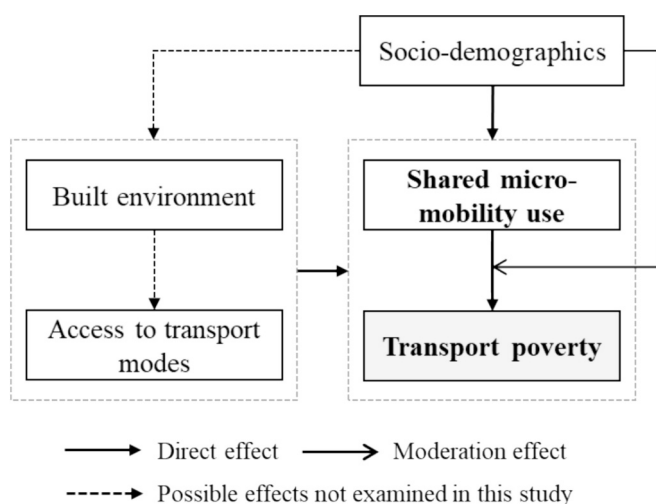 Socio-demographics
Built environment
Shared micro-
mobility use
Access to transport
modes
Transport poverty
Direct effect
Moderation effect
Possible effects not examined in this study